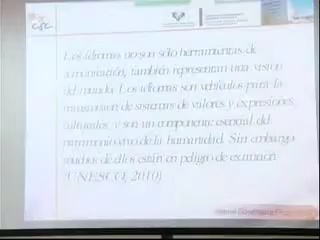 csfc
Los idiomas no son sólo herramientas de
comunicación, también representan una visión
del mundo. Los idiomas son vehículos para la
transmisión de sistemas de valores y expresiones
culturales y son un componente esencial del
patrimonio vivo de la humanidad. Sin embargo
muchos de ellos están en peligro de extinción
(UNESCO, 2010)